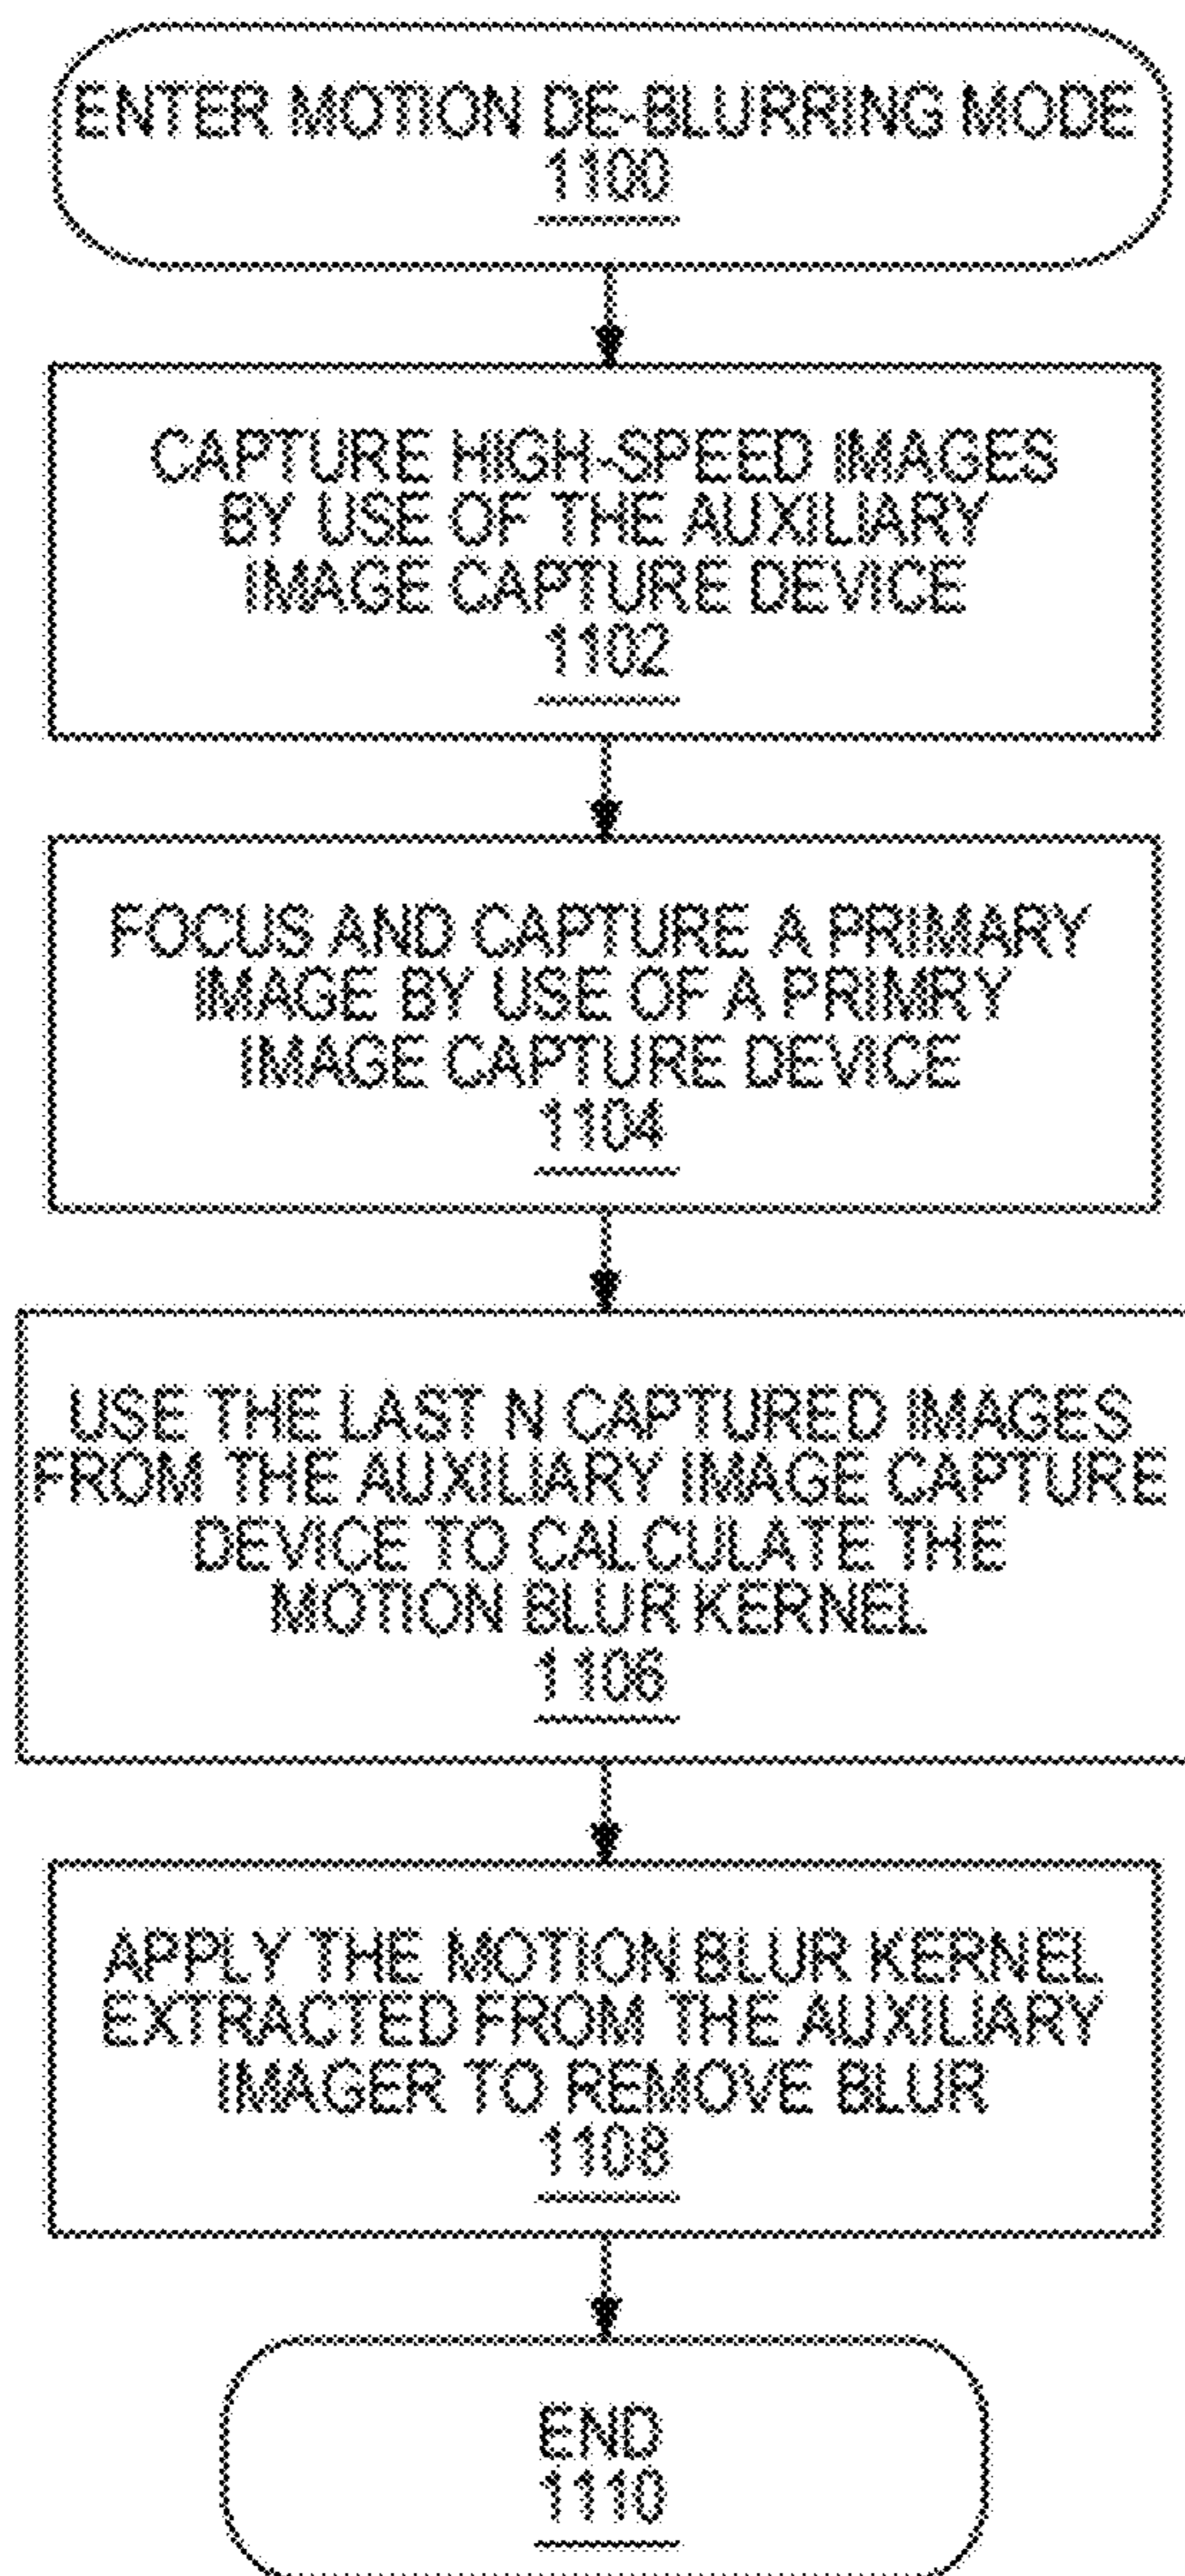 ENTER MOTION DE-BLURRING MODE
1100
CAPTURE HIGH-SPEED IMAGES
BY USE OF THE AUXILIARY
IMAGE CAPTURE DEVICE
1102
FOCUS AND CAPTURE A PRIMARY
IMAGE BY USE OF A PRIMRY
IMAGE CAPTURE DEVICE
1104
USE THE LAST N CAPTURED IMAGES
FROM THE AUXILIARY IMAGE CAPTURE
DEVICE TO CALCULATE THE
MOTION BLUR KERNEL
1106
APPLY THE MOTION BLUR KERNEL
EXTRACTED FROM THE AUXILIARY
IMAGER TO REMOVE BLUR
1108
END
1110